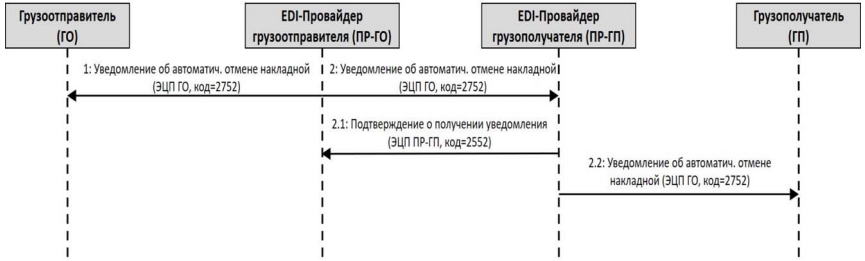 Грузоотправитель
(ГО)
EDI-Провайдер
грузоотправителя (ПР-ГО)
EDI-Провайдер
грузополучателя (ПР-ГП)
Грузополучатель
(ГП)
1: Уведомление об автоматич. отмене накладной
(ЭЦП ГО, код=2752)
2: Уведомление об автоматич. отмене накладной
(ЭЦП ГО, код=2752)
2.1: Подтверждение о получении уведомления
(ЭЦП ПР-ГП, код=2552)
2.2: Уведомление об автоматич. отмене
накладной (ЭЦП ГО, код=2752)